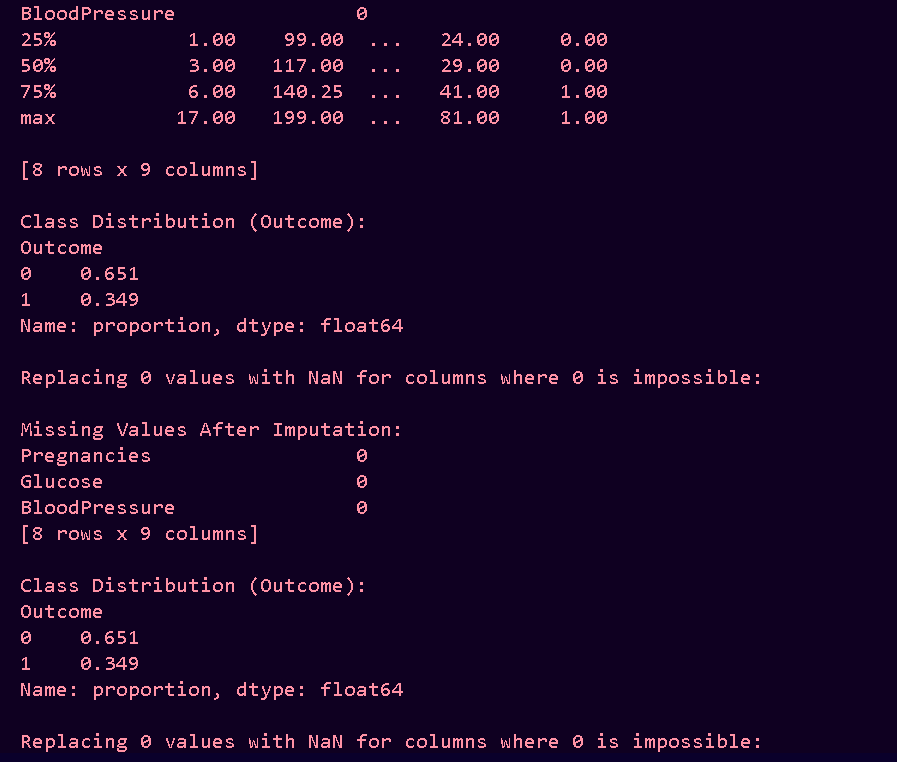 BloodPressure 0
25% 1.00 99.00 ... 24.00 0.00
50% 3.00 117.00 ... 29.00 0.00
75% 6.00 140.25 ... 41.00 1.00
max 17.00 199.00 ... 81.00 1.00
[8 rows x 9 columns]
Class Distribution (Outcome):
Outcome
0 0.651
1 0.349
Name: proportion, dtype: float64
Replacing 0 values with NaN for columns where 0 is impossible:
Missing Values After Imputation:
Pregnancies 0
Glucose 0
BloodPressure 0
[8 rows x 9 columns]
Class Distribution (Outcome):
Outcome
0 0.651
1 0.349
Name: proportion, dtype: float64
Replacing 0 values with NaN for columns where 0 is impossible: